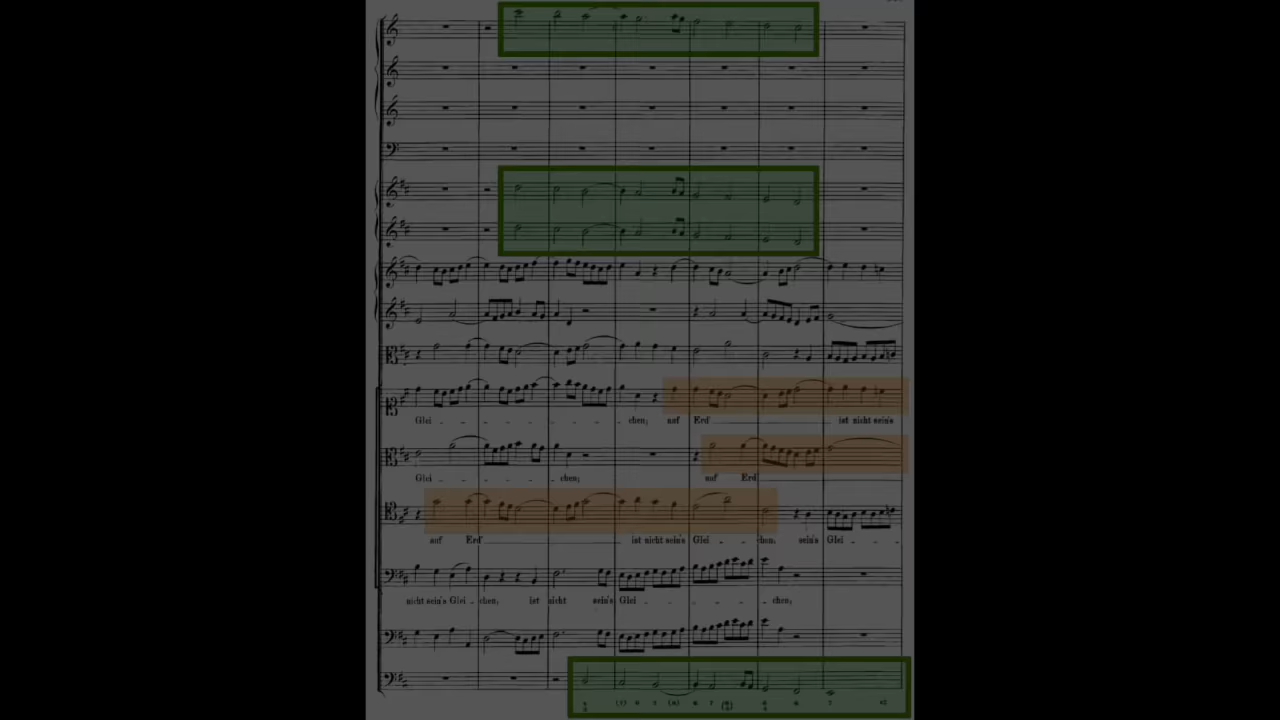 Glei - - - - - chen; auf Erd' ist nicht sein's
Glei - - - - - chen; auf Erd'
auf Erd' ist nicht sein's Glei - - chen; sein's Glei - -
nicht sein's Glei - chen; ist nicht sein's Glei - - - - chen;